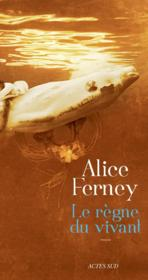 Alice
Ferney
Le règne
du vivant
roman
ACTES SUD